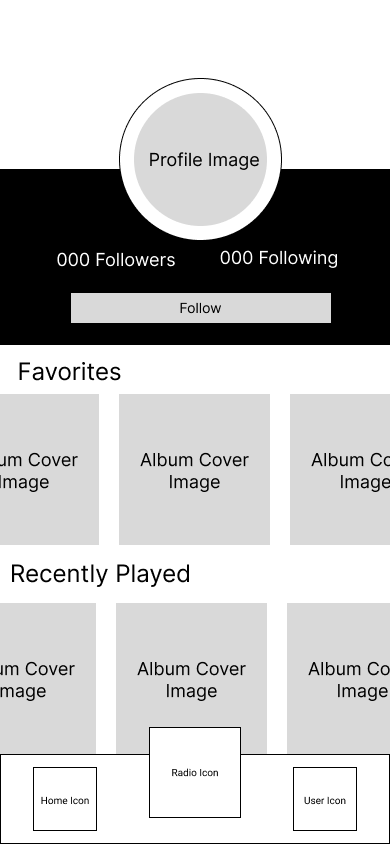 Profile Image
000 Followers
000 Following
Follow
Favorites
um Cover
Image
Album Cover
Image
Album Co
Image
Recently Played
um Cover
mage
Album Cover
Image
Album Co
Image
Home Icon
Radio Icon
User Icon